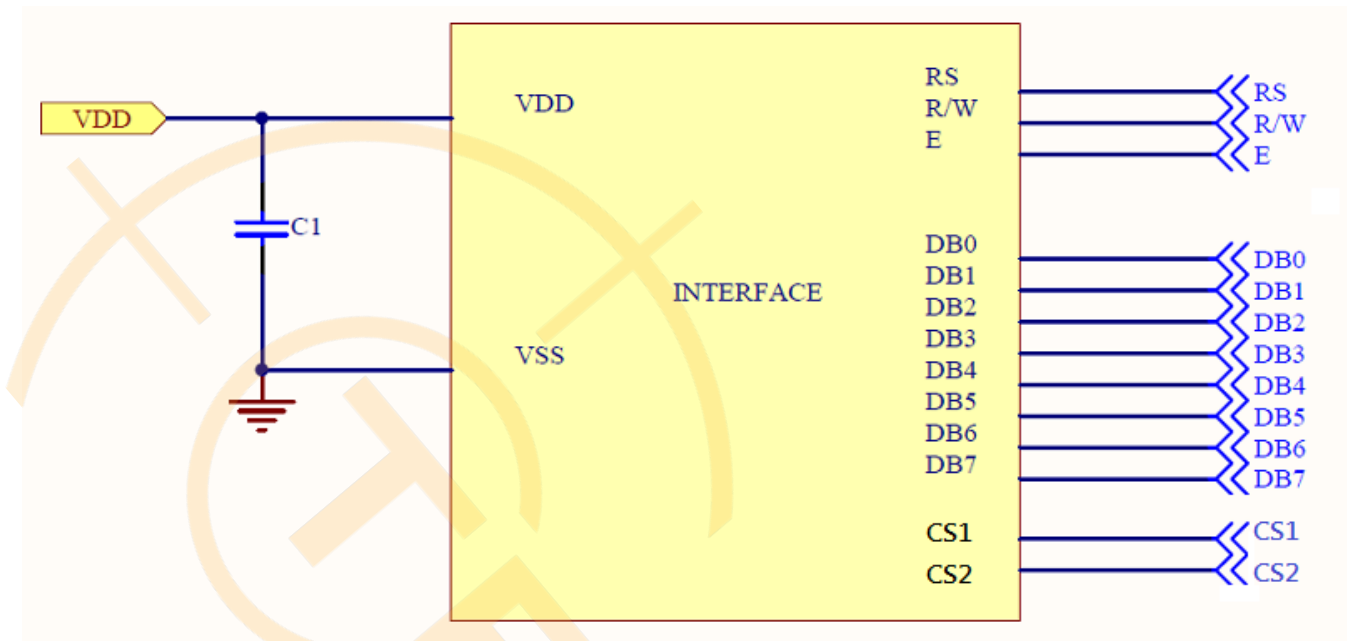 RS
RS
VDD
R/W
R/W
VDD
E
E
C1
DB0
DB0
DB1
DB1
INTERFACE
DB2
DB2
DB3
DB3
VSS
DB4
DB4
DB5
DB5
DB6
DB6
DB7
DB7
CS1
CS1
CS2
CS2